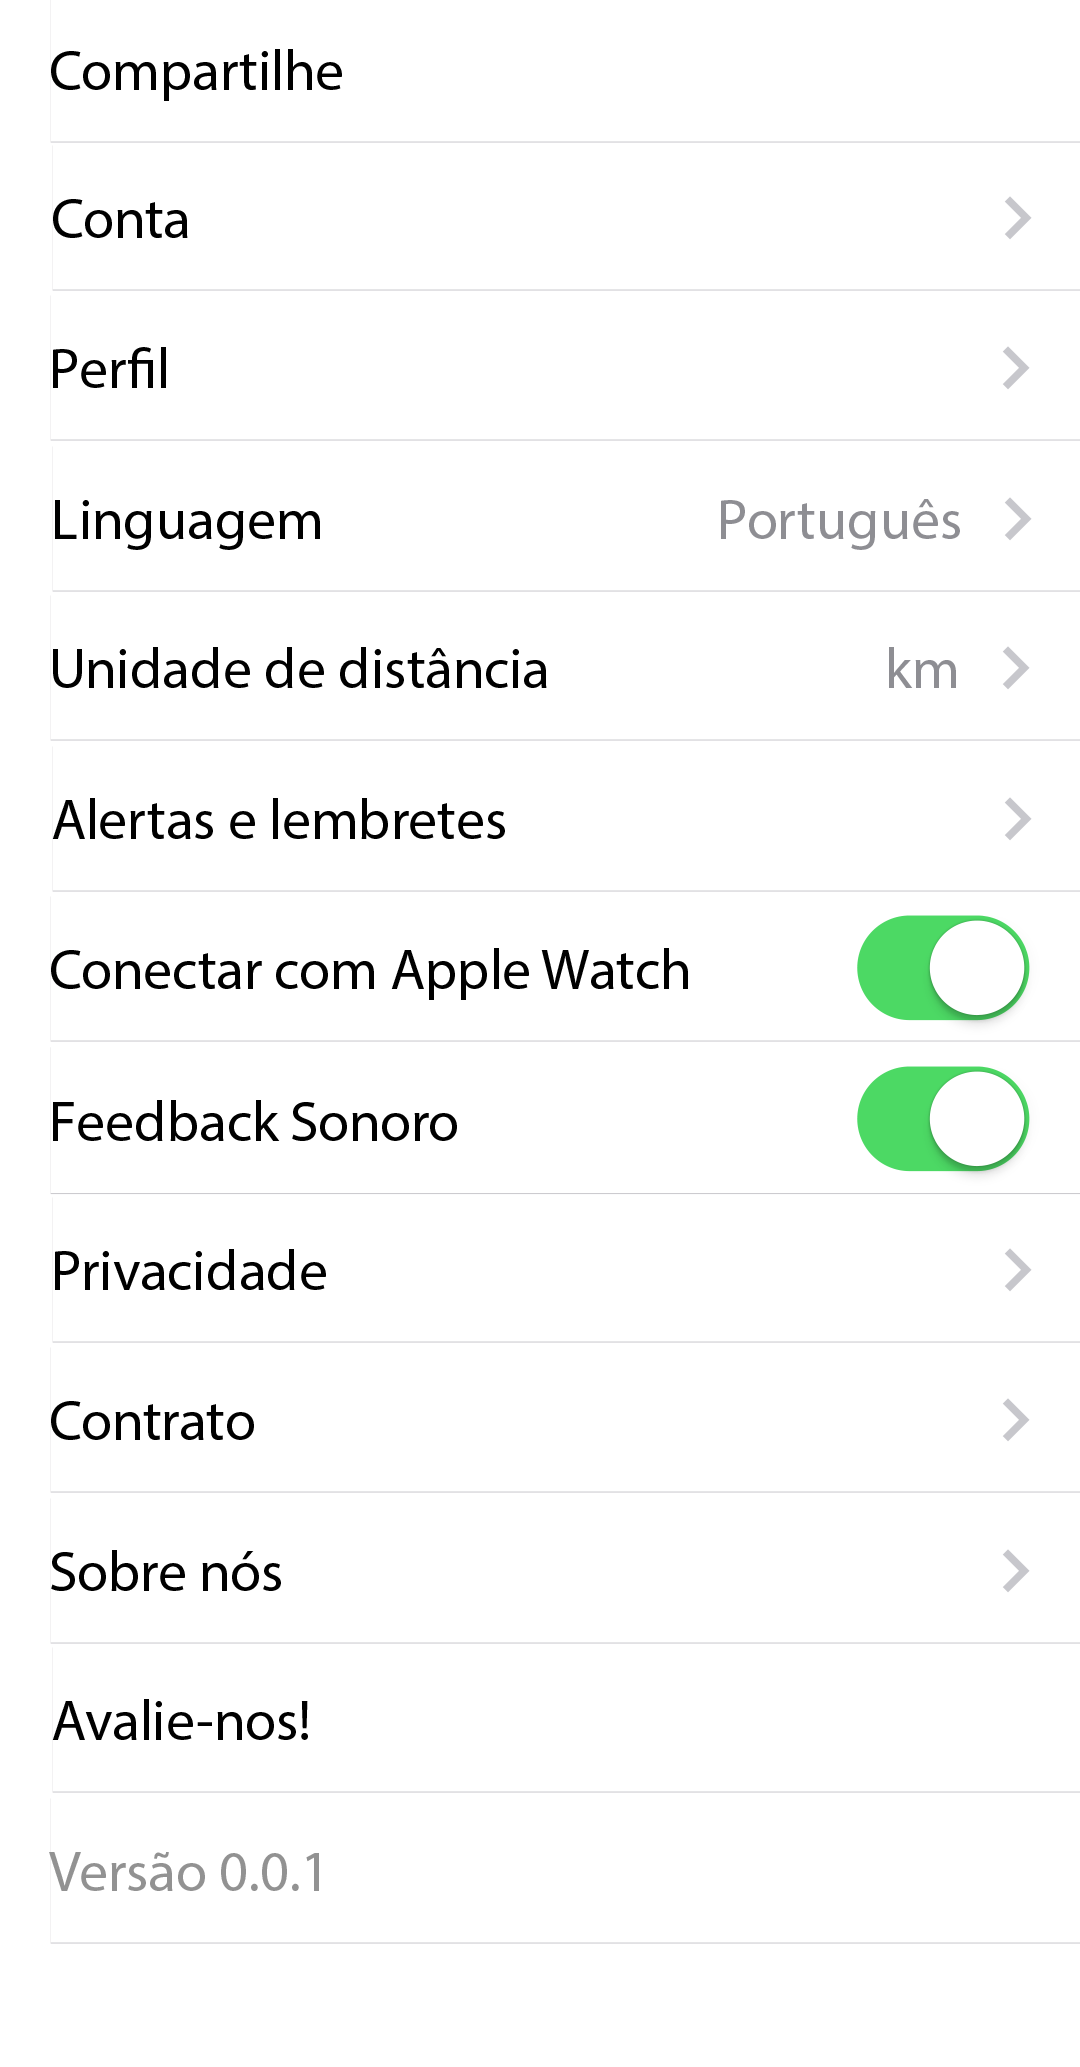 Compartilhe
Conta
Perfil
Linguagem Português
Unidade de distância km
Alertas e lembretes
Conectar com Apple Watch
Feedback Sonoro
Privacidade
Contrato
Sobre nós
Avalie-nos!
Versão 0.0.1